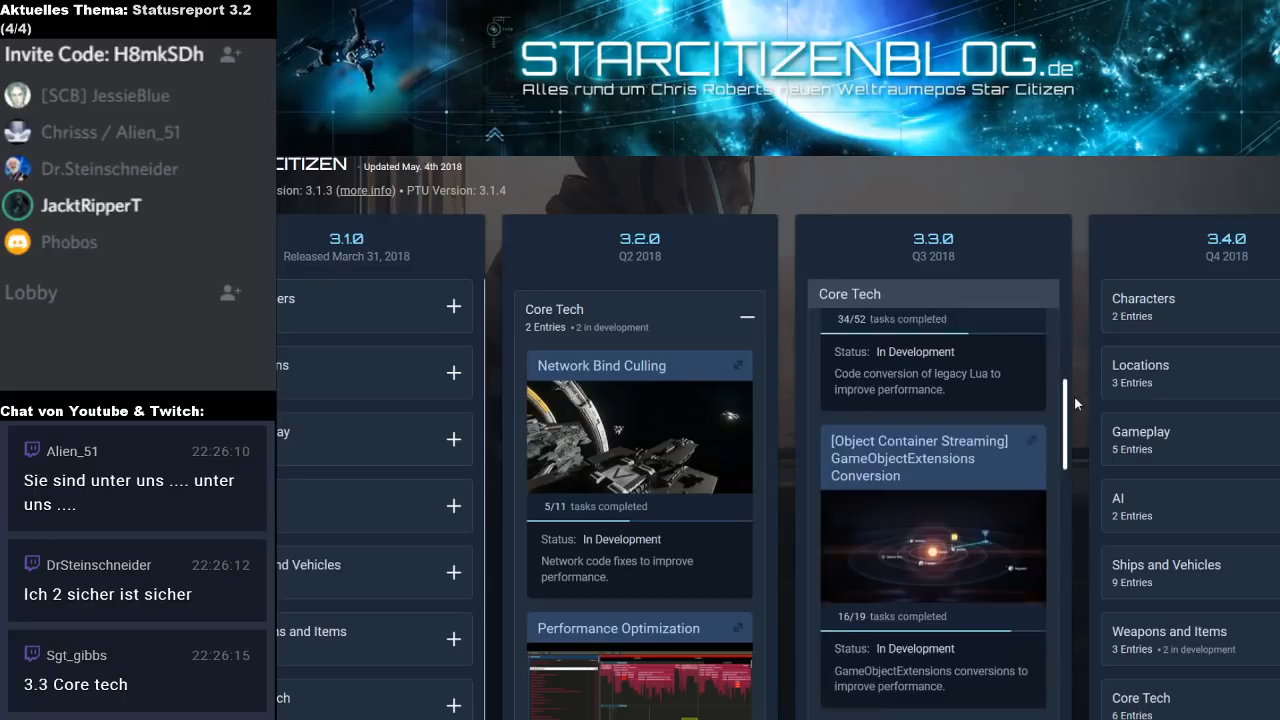 Aktuelles Thema: Statusreport 3.2
(4/4)
Invite Code: H8mkSDh
[SCB] JessieBlue
Chrisss / Alien_51
Dr.Steinschneider
JacktRipperT
Phobos
Lobby
Chat von Youtube & Twitch:
Alien_51 22:26:10
Sie sind unter uns .... unter
uns ....
DrSteinschneider 22:26:12
Ich 2 sicher ist sicher
Sgt_gibbs 22:26:15
3.3 Core tech
STARCITIZENBLOG.de
Alles rund um Chris Roberts neuen Weltraumepos Star Citizen
CITIZEN · Updated May. 4th 2018
sion: 3.1.3 (more info) • PTU Version: 3.1.4
3.1.0
Released March 31, 2018
ers
ns
ay
nd Vehicles
ns and Items
ch
3.2.0
Q2 2018
Core Tech
2 Entries • 2 in development
Network Bind Culling
5/11 tasks completed
Status: In Development
Network code fixes to improve
performance.
Performance Optimization
3.3.0
Q3 2018
Core Tech
34/52 tasks completed
Status: In Development
Code conversion of legacy Lua to
improve performance.
[Object Container Streaming]
GameObjectExtensions
Conversion
16/19 tasks completed
Status: In Development
GameObjectExtensions conversions to
improve performance.
3.4.0
Q4 2018
Characters
2 Entries
Locations
3 Entries
Gameplay
5 Entries
AI
2 Entries
Ships and Vehicles
9 Entries
Weapons and Items
3 Entries • 2 in development
Core Tech
6 Entries